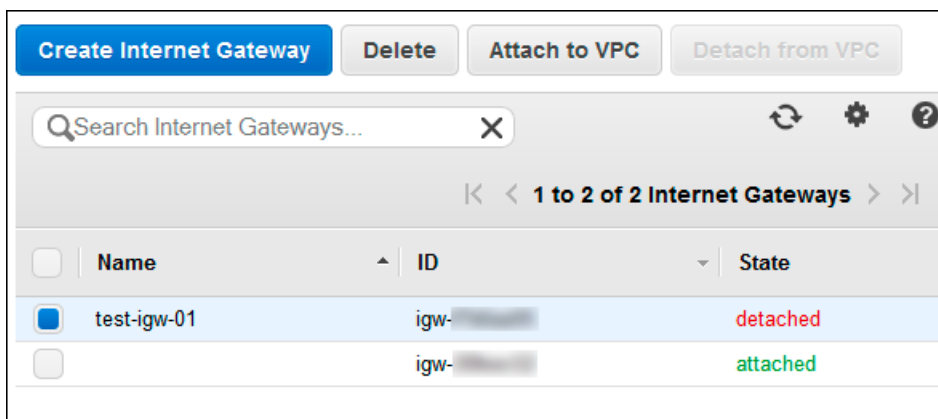 Create Internet Gateway Delete Attach to VPC Detach from VPC
Search Internet Gateways...
1 to 2 of 2 Internet Gateways
Name ID State
test-igw-01 igw- detached
igw- attached